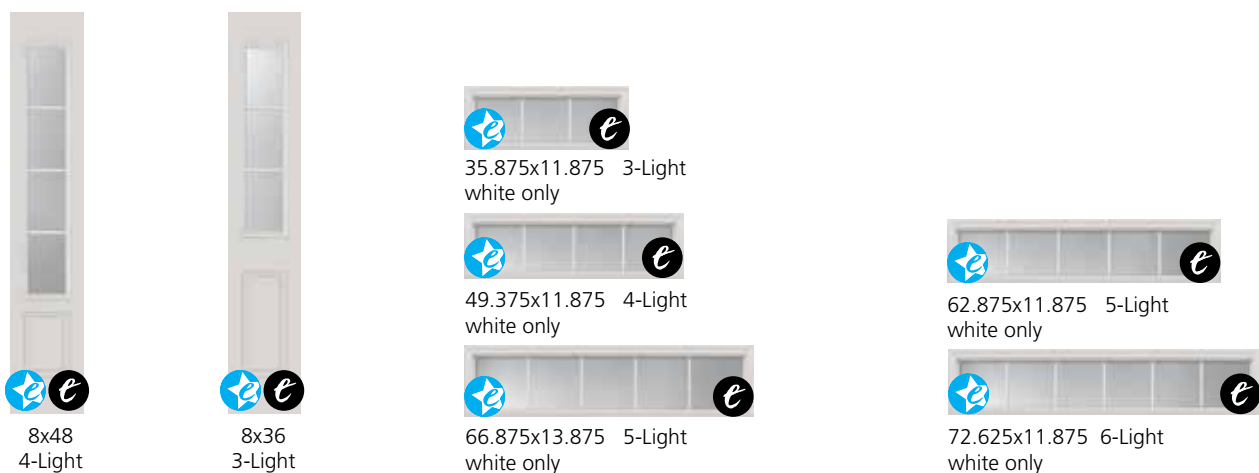 8x48
4-Light
8x36
3-Light
35.875x11.875 3-Light
white only
49.375x11.875 4-Light
white only
66.875x13.875 5-Light
white only
62.875x11.875 5-Light
white only
72.625x11.875 6-Light
white only
e e
e e
e e
e e
e e
e e
e e